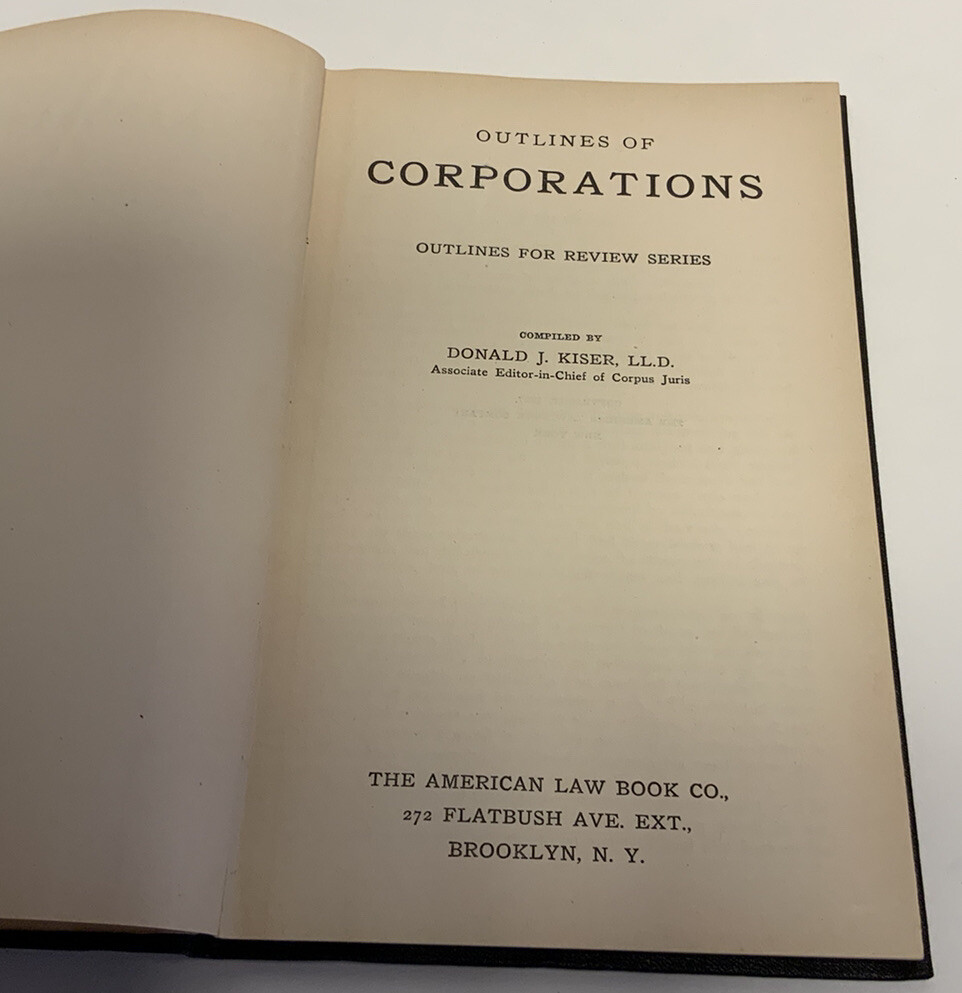 OUTLINES OF
CORPORATIONS
OUTLINES FOR REVIEW SERIES
COMPILED BY
DONALD J. KISER, LL.D.
Associate Editor-in-Chief of Corpus Juris
THE AMERICAN LAW BOOK CO.,
272 FLATBUSH AVE. EXT.,
BROOKLYN, N. Y.